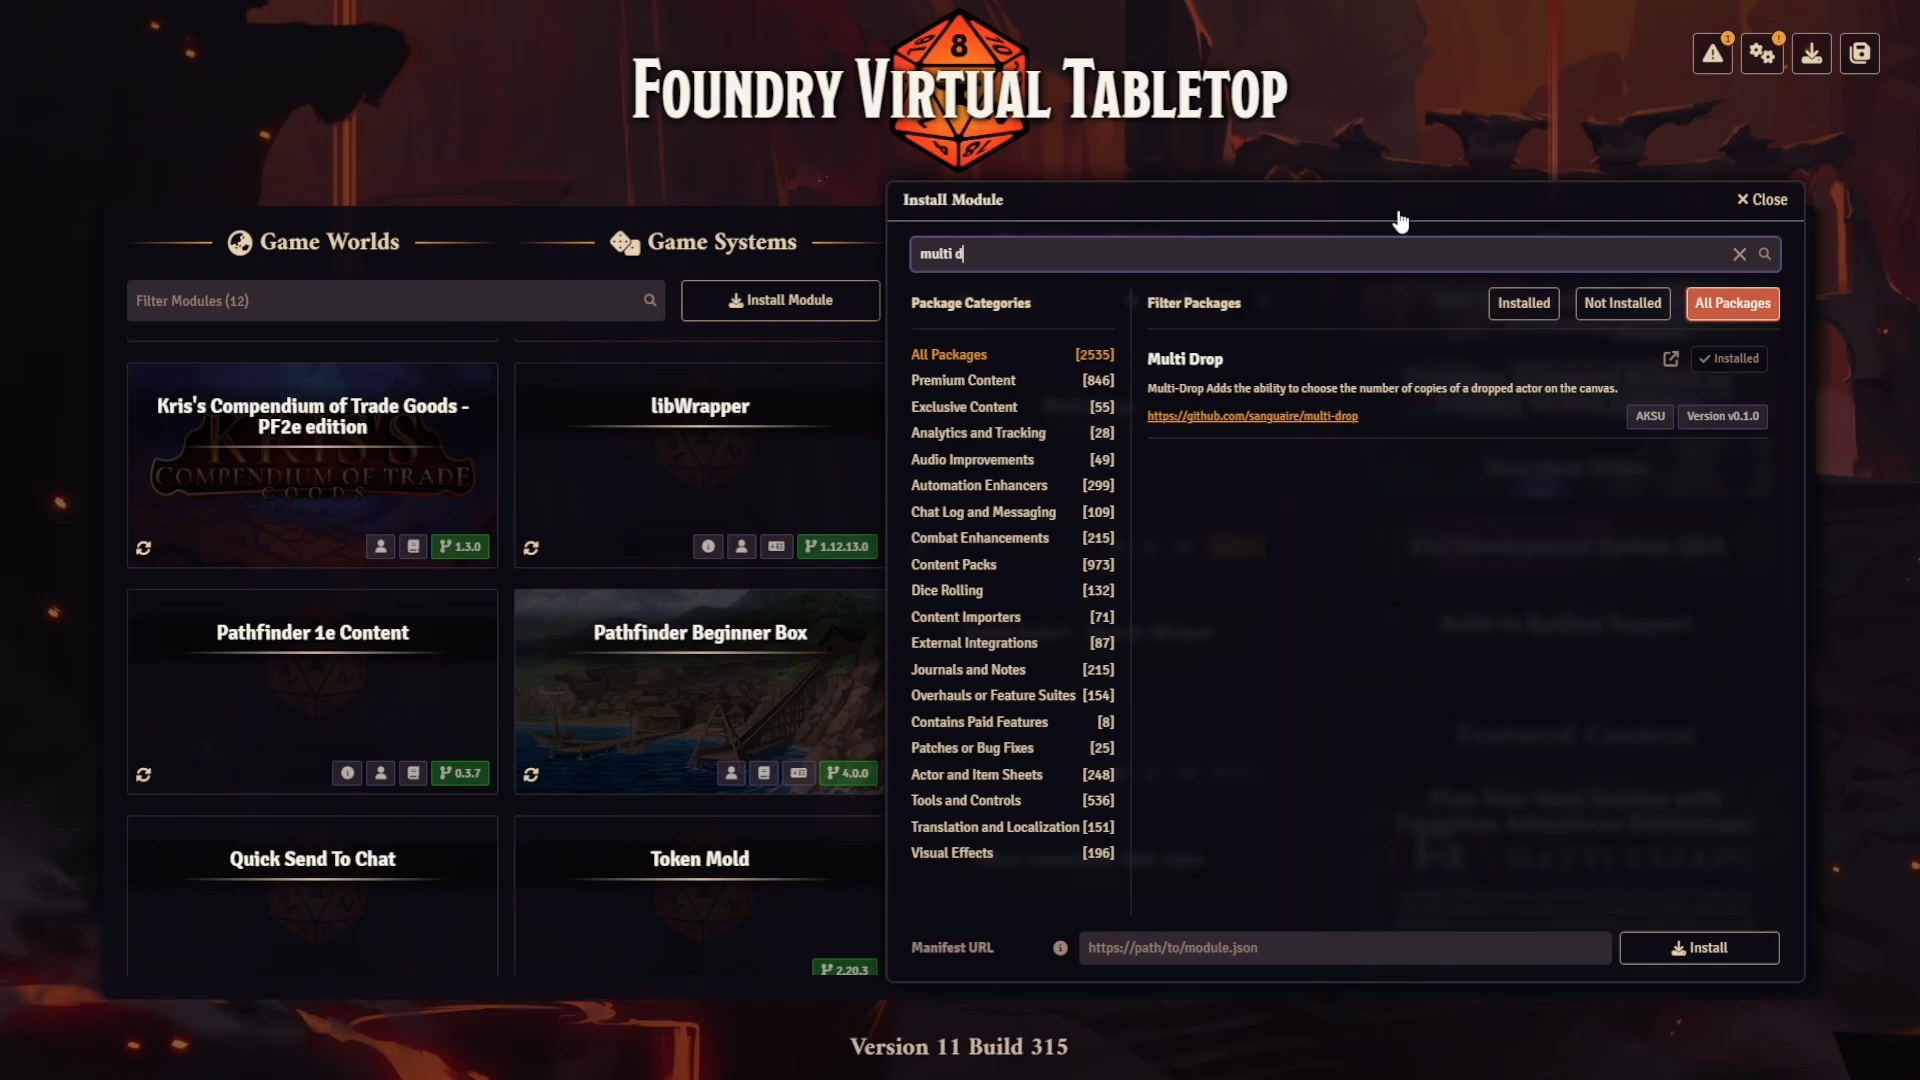 8
Foundry Virtual Tabletop
1
!
Install Module
Close
Game Worlds
Game Systems
multi d
Filter Modules (12)
Install Module
Package Categories
Filter Packages
Installed
Not Installed
All Packages
All Packages [2535]
Premium Content [846]
Exclusive Content [55]
Analytics and Tracking [28]
Audio Improvements [49]
Automation Enhancers [299]
Chat Log and Messaging [109]
Combat Enhancements [215]
Content Packs [973]
Dice Rolling [132]
Content Importers [71]
External Integrations [87]
Journals and Notes [215]
Overhauls or Feature Suites [154]
Contains Paid Features [8]
Patches or Bug Fixes [25]
Actor and Item Sheets [248]
Tools and Controls [536]
Translation and Localization [151]
Visual Effects [196]
Multi Drop
Installed
Multi-Drop Adds the ability to choose the number of copies of a dropped actor on the canvas.
https://github.com/sanguaire/multi-drop
AKSU
Version v0.1.0
Kris's Compendium of Trade Goods -
PF2e edition
KRIS'S
COMPENDIUM OF TRADE
GOODS
1.3.0
libWrapper
1.12.13.0
Pathfinder 1e Content
0.3.7
Pathfinder Beginner Box
4.0.0
Quick Send To Chat
Token Mold
2.20.3
Manifest URL
https://path/to/module.json
Install
Version 11 Build 315